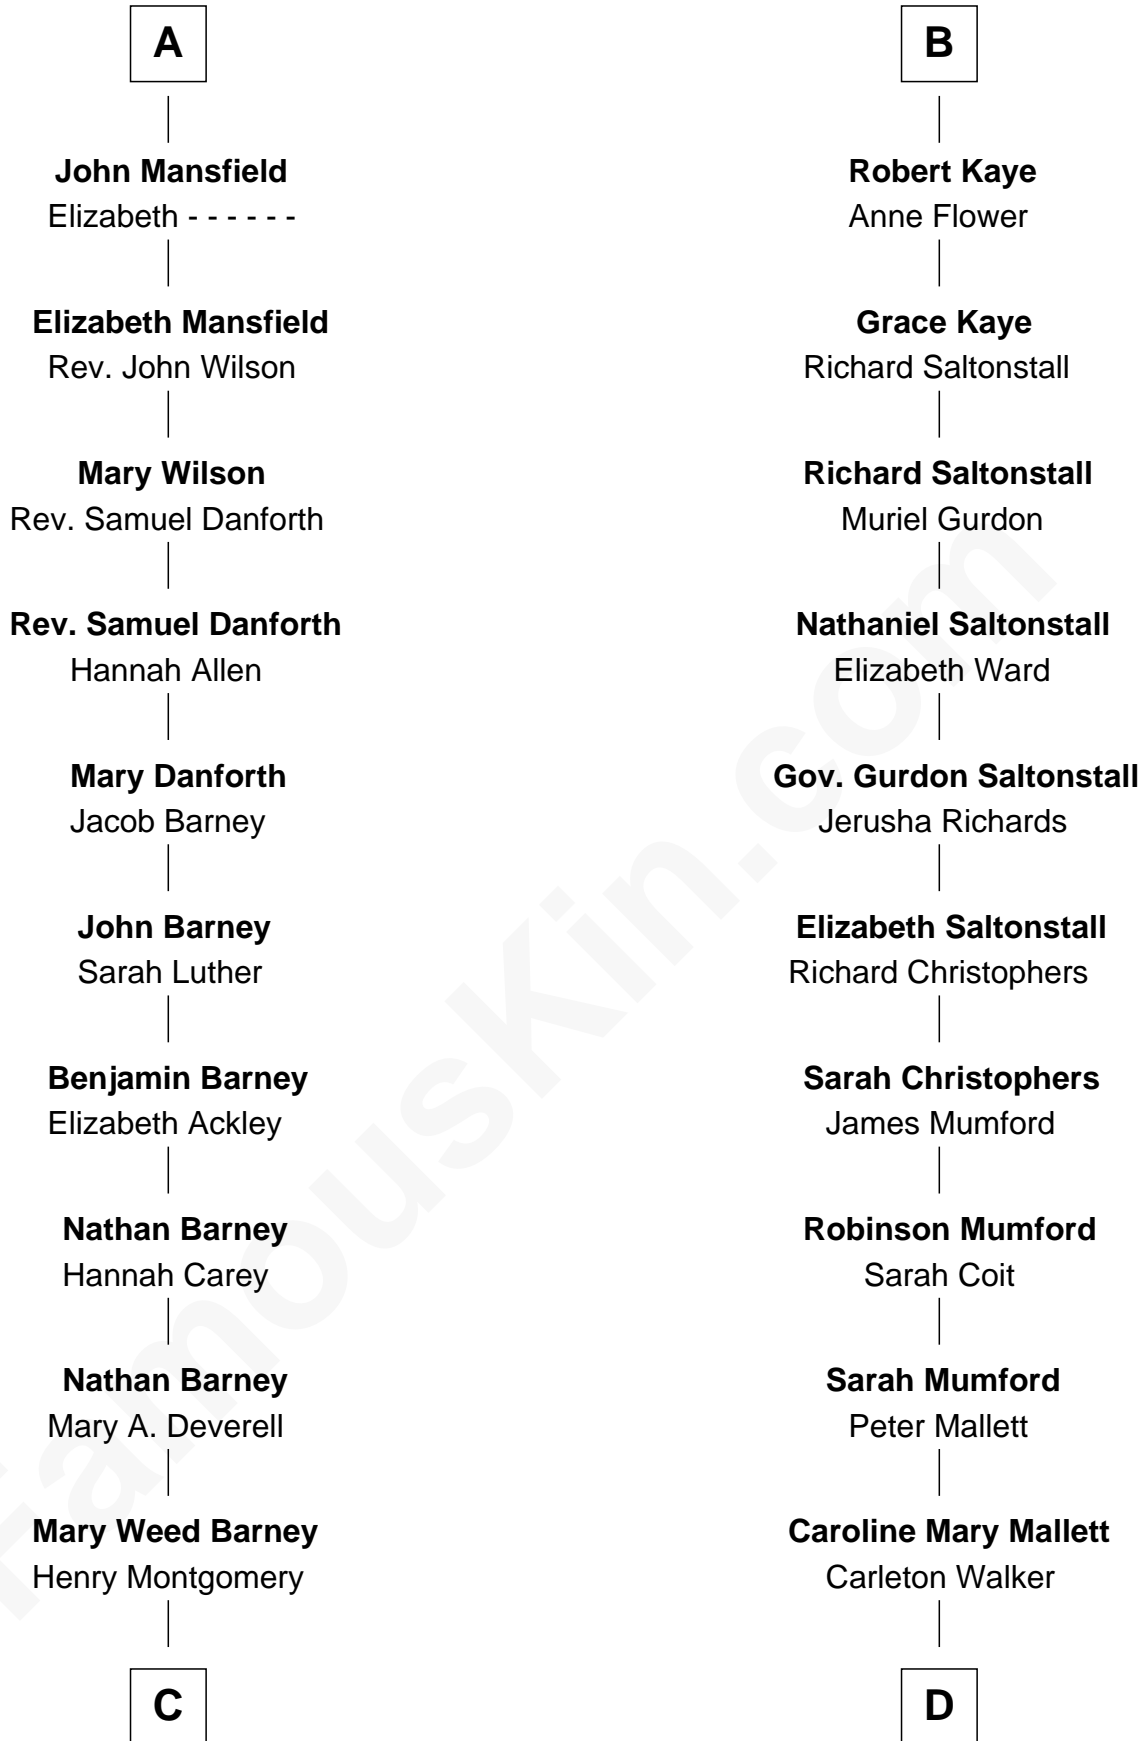 A
John Mansfield
Elizabeth - - - - - -
Elizabeth Mansfield
Rev. John Wilson
Mary Wilson
Rev. Samuel Danforth
Rev. Samuel Danforth
Hannah Allen
Mary Danforth
Jacob Barney
John Barney
Sarah Luther
Benjamin Barney
Elizabeth Ackley
Nathan Barney
Hannah Carey
Nathan Barney
Mary A. Deverell
Mary Weed Barney
Henry Montgomery
C
B
Robert Kaye
Anne Flower
Grace Kaye
Richard Saltonstall
Richard Saltonstall
Muriel Gurdon
Nathaniel Saltonstall
Elizabeth Ward
Gov. Gurdon Saltonstall
Jerusha Richards
Elizabeth Saltonstall
Richard Christophers
Sarah Christophers
James Mumford
Robinson Mumford
Sarah Coit
Sarah Mumford
Peter Mallett
Caroline Mary Mallett
Carleton Walker
D
FamousKin.com